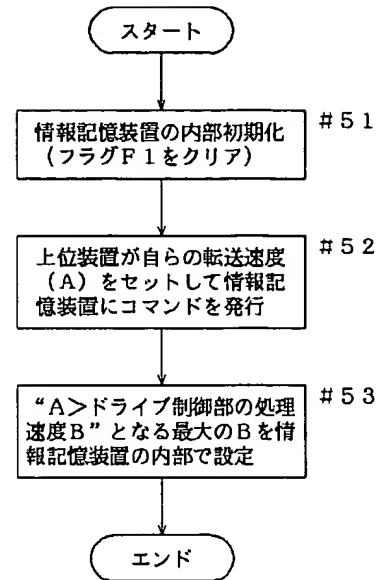 スタート
情報記憶装置の内部初期化
(フラグF1をクリア)
#51
上位装置が自らの転送速度
(A)をセットして情報記
憶装置にコマンドを発行
#52
“A>ドライブ制御部の処理
速度B”となる最大のBを情
報記憶装置の内部で設定
#53
エンド